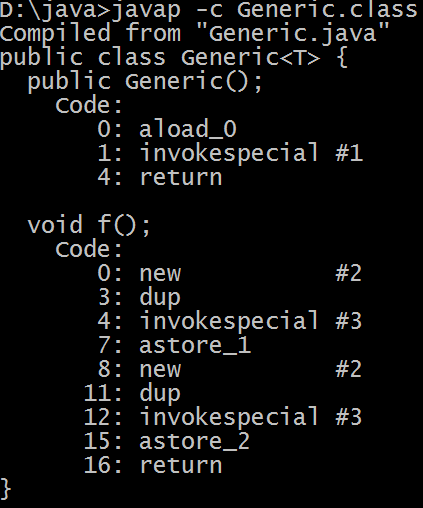 D:\java>javap -c Generic.class
Compiled from "Generic.java"
public class Generic<T> {
  public Generic();
    Code:
       0: aload_0
       1: invokespecial #1
       4: return

  void f();
    Code:
       0: new           #2
       3: dup
       4: invokespecial #3
       7: astore_1
       8: new           #2
      11: dup
      12: invokespecial #3
      15: astore_2
      16: return
}